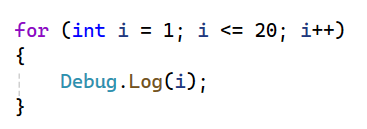 for (int i = 1; i <= 20; i++)
{
    Debug.Log(i);
}